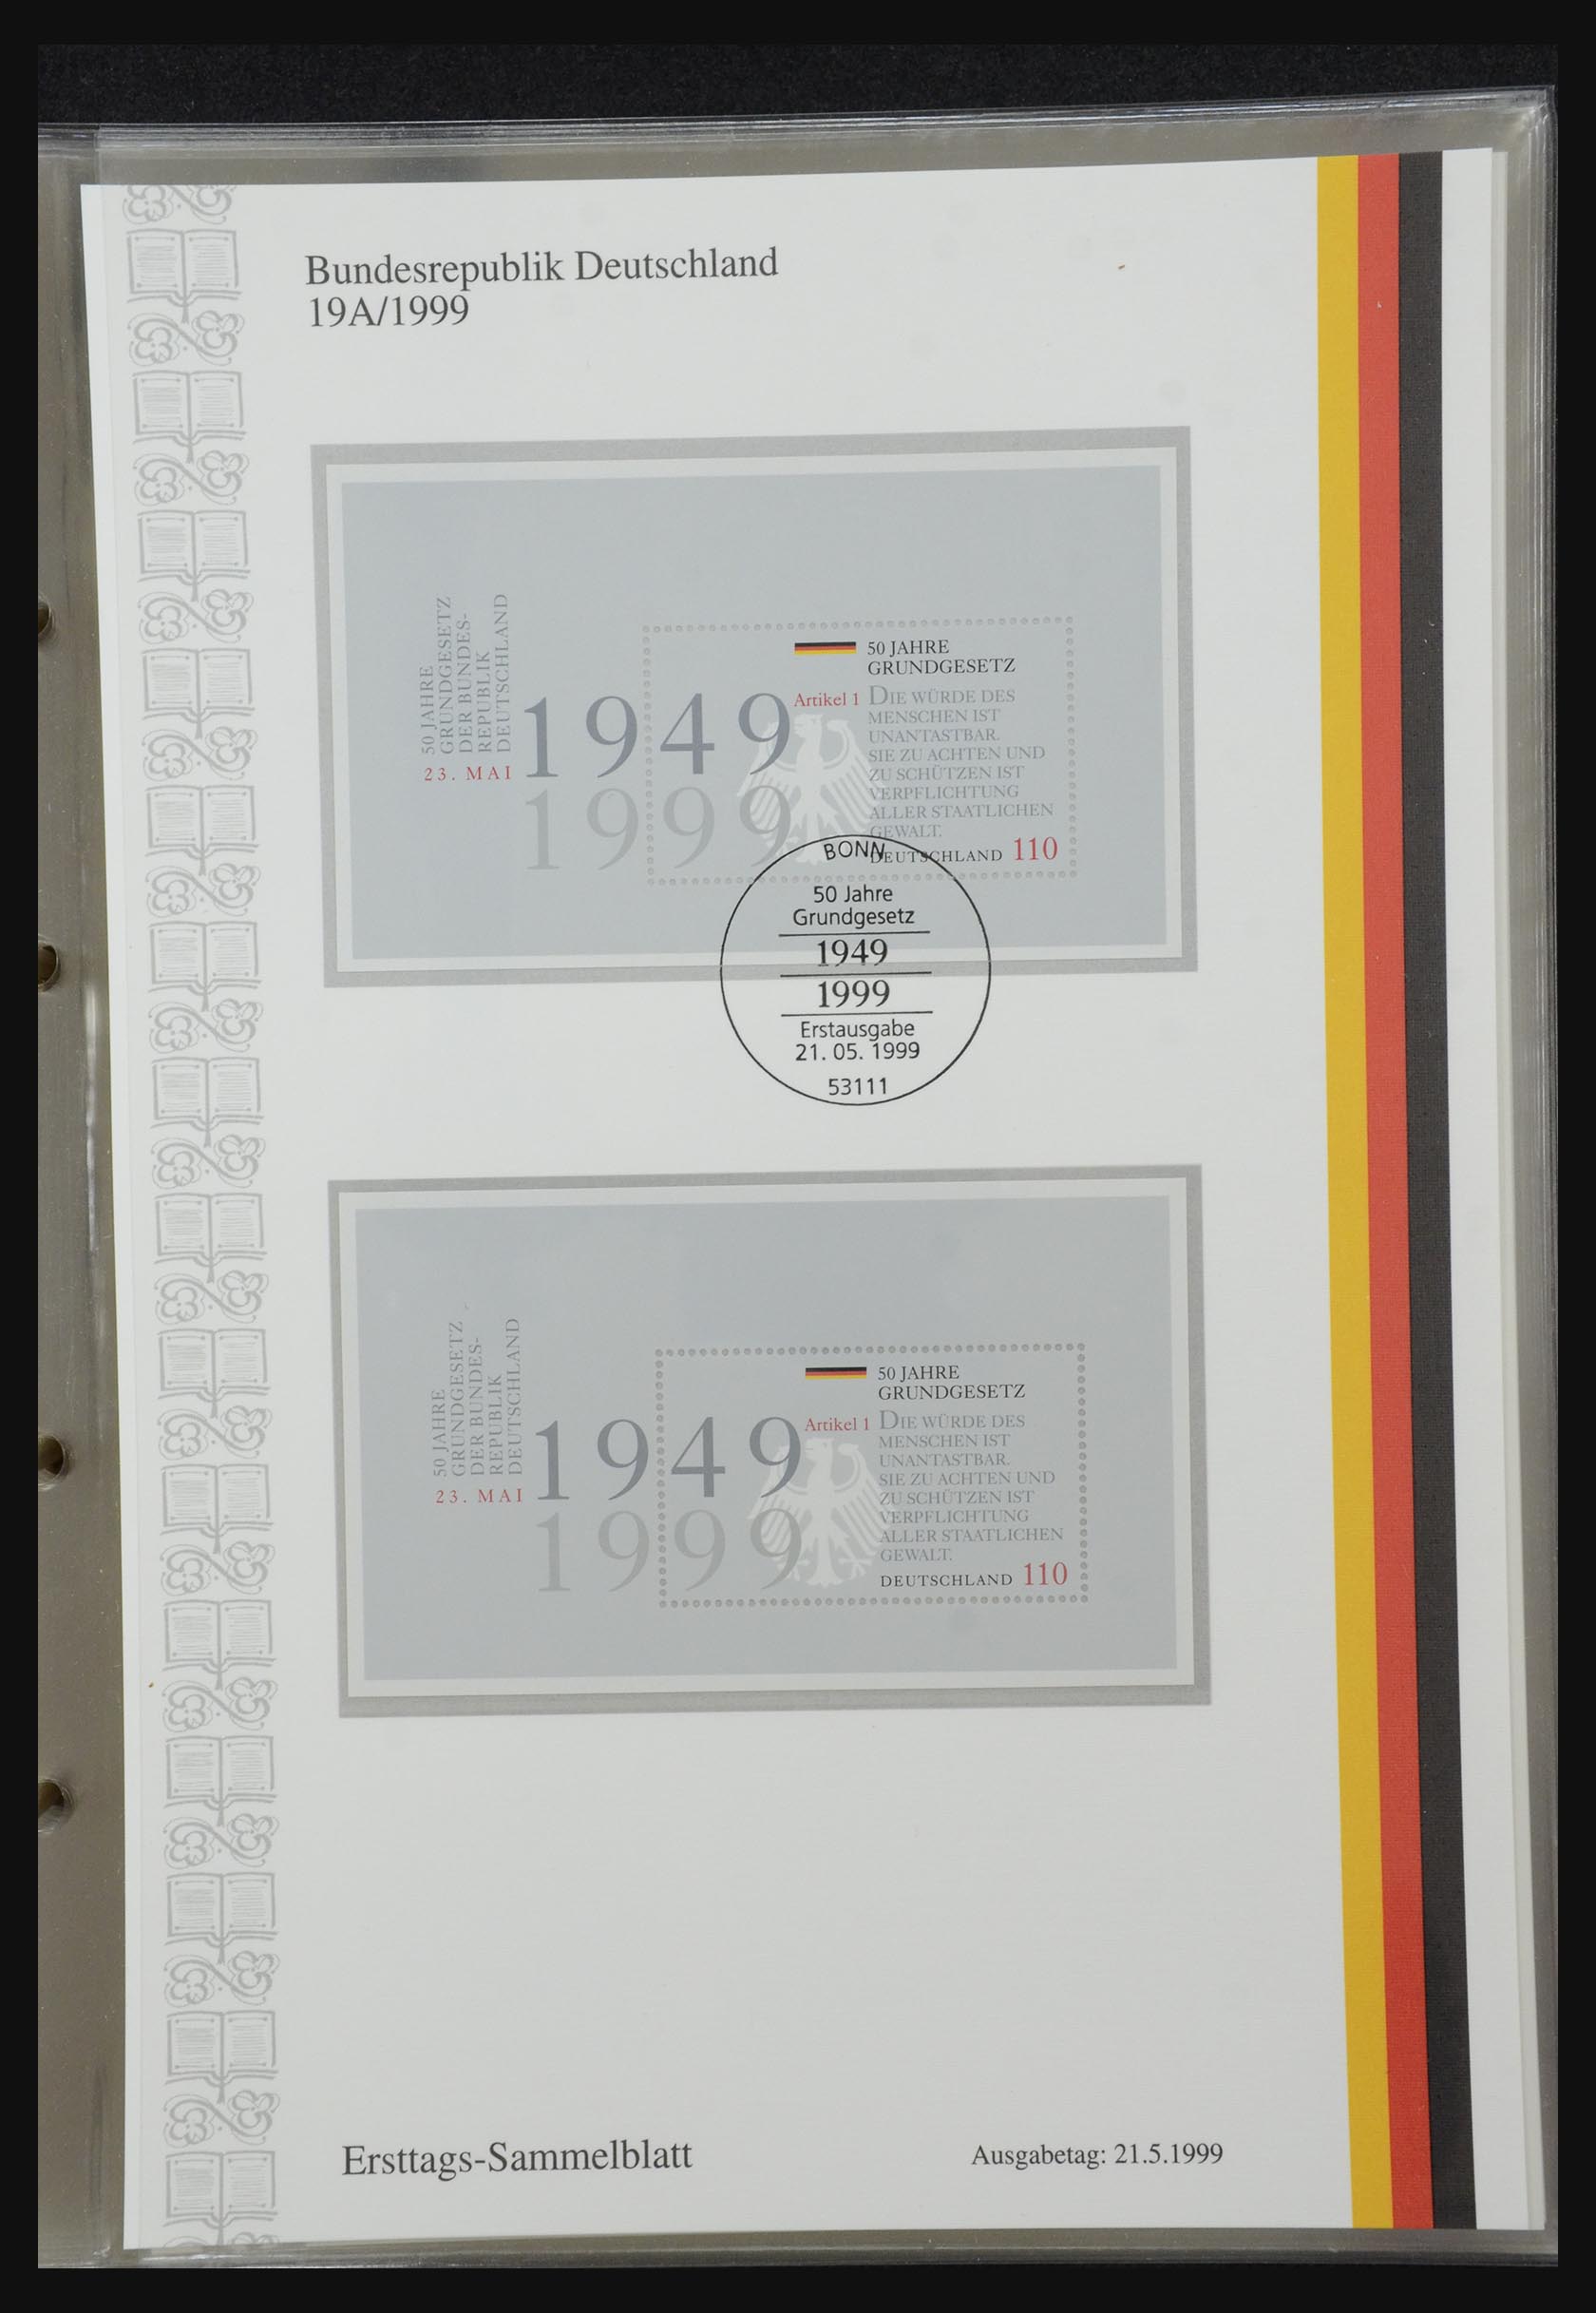 Bundesrepublik Deutschland
19A/1999
50 JAHRE
GRUNDGESETZ
DER BUNDES-
REPUBLIK
DEUTSCHLAND
23. MAI
1949
1999
50 JAHRE
GRUNDGESETZ
Artikel 1
DIE WÜRDE DES
MENSCHEN IST
UNANTASTBAR.
SIE ZU ACHTEN UND
ZU SCHÜTZEN IST
VERPFLICHTUNG
ALLER STAATLICHEN
GEWALT.
DEUTSCHLAND 110
BONN
50 Jahre
Grundgesetz
1949
1999
Erstausgabe
21. 05. 1999
53111
50 JAHRE
GRUNDGESETZ
DER BUNDES-
REPUBLIK
DEUTSCHLAND
23. MAI
1949
1999
50 JAHRE
GRUNDGESETZ
Artikel 1
DIE WÜRDE DES
MENSCHEN IST
UNANTASTBAR.
SIE ZU ACHTEN UND
ZU SCHÜTZEN IST
VERPFLICHTUNG
ALLER STAATLICHEN
GEWALT.
DEUTSCHLAND 110
Ersttags-Sammelblatt
Ausgabetag: 21.5.1999